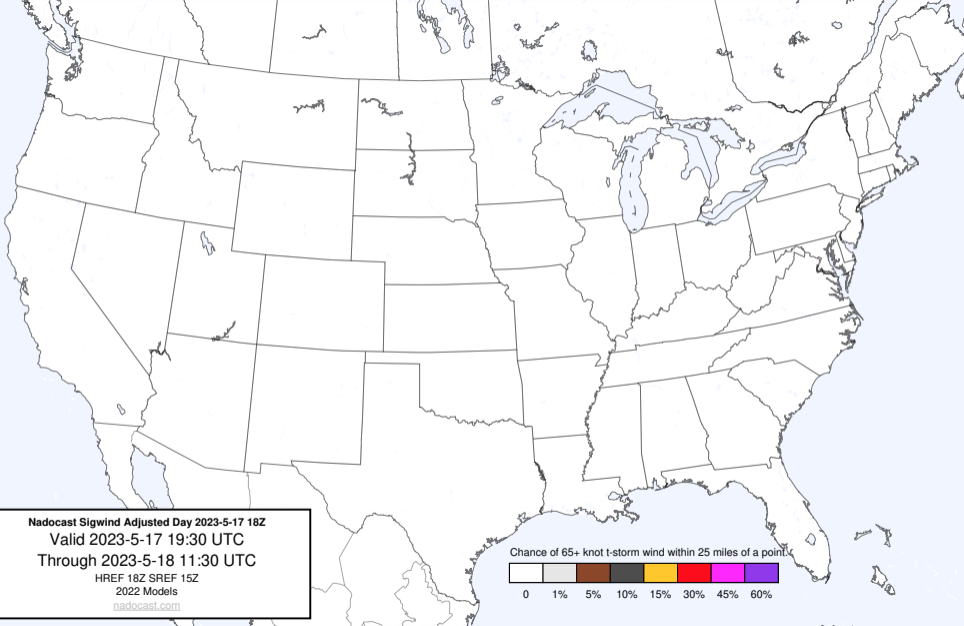 Nadocast Sigwind Adjusted Day 2023-5-17 18Z
Valid 2023-5-17 19:30 UTC
Through 2023-5-18 11:30 UTC
HREF 18Z SREF 15Z
2022 Models
nadocast.com
Chance of 65+ knot t-storm wind within 25 miles of a point.
0 1% 5% 10% 15% 30% 45% 60%